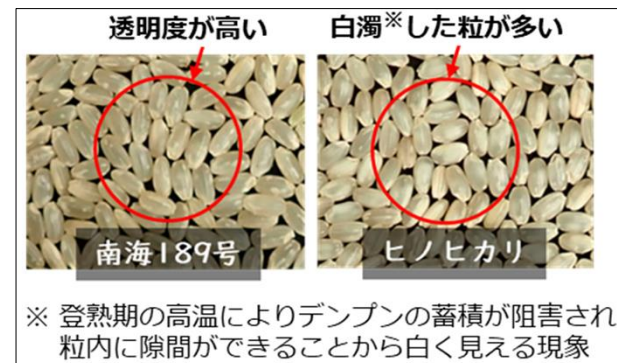 透明度が高い
白濁※した粒が多い
南海189号
ヒノヒカリ
※ 登熟期の高温によりデンプンの蓄積が阻害され
粒内に隙間ができることから白く見える現象